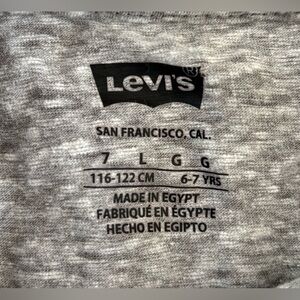 Levi's®
SAN FRANCISCO, CAL.
7 L G G
116-122 CM 6-7 YRS
MADE IN EGYPT
FABRIQUÉ EN ÉGYPTE
HECHO EN EGIPTO